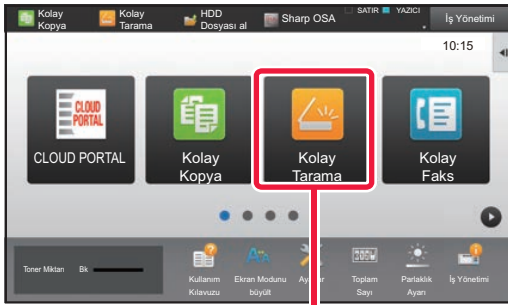 Kolay
Kopya
Kolay
Tarama
HDD
Dosyası al
Sharp OSA
SATIR
YAZICI
İş Yönetimi
10:15
CLOUD
PORTAL
CLOUD PORTAL
Kolay
Kopya
Kolay
Tarama
Kolay
Faks
Toner Miktarı Bk
Kullanım
Kılavuzu
Ekran Modunu
büyült
Toplam
Sayı
Parlaklık
Ayarı
İş Yönetimi